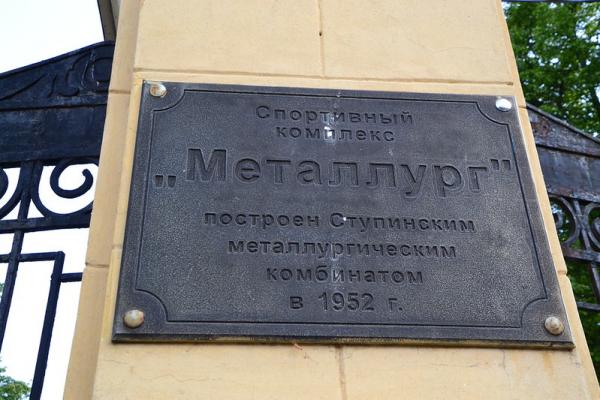 Спортивный
комплекс
„Металлург"
построен Ступинским
металлургическим
комбинатом
в 1952 г.